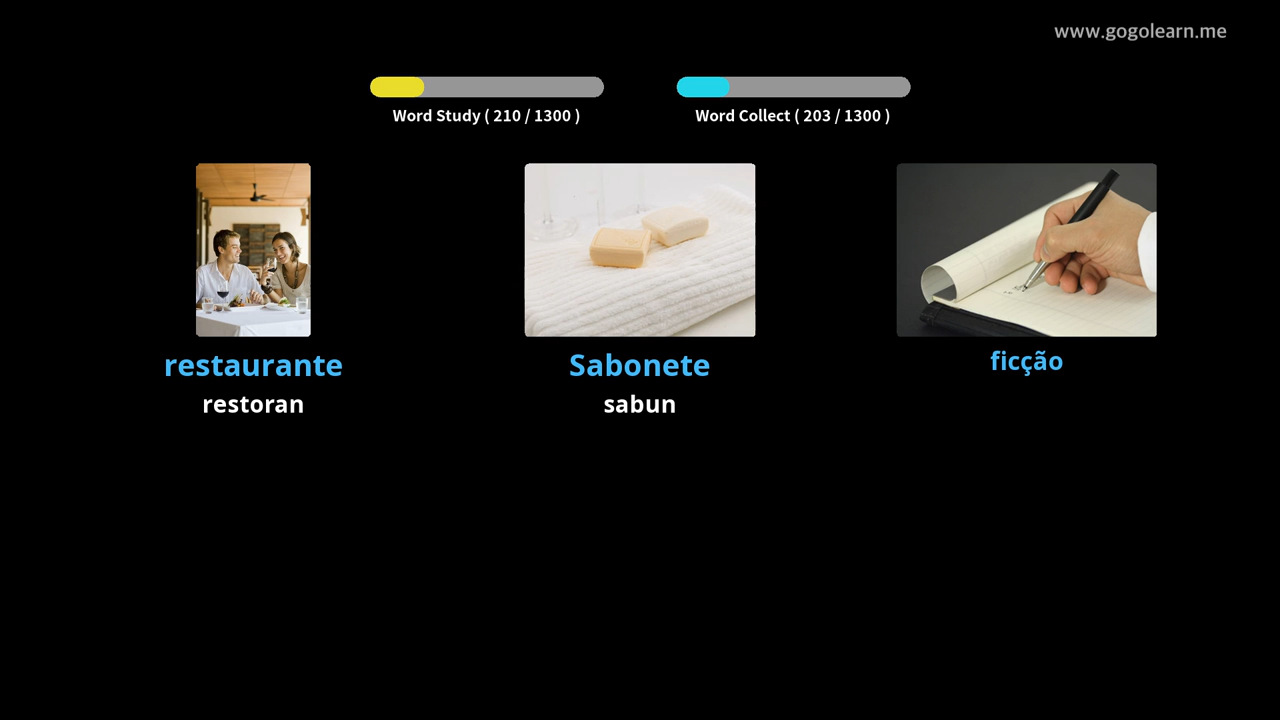 www.gogolearn.me
Word Study ( 210 / 1300 )
Word Collect ( 203 / 1300 )
restaurante
restoran
Sabonete
sabun
ficção